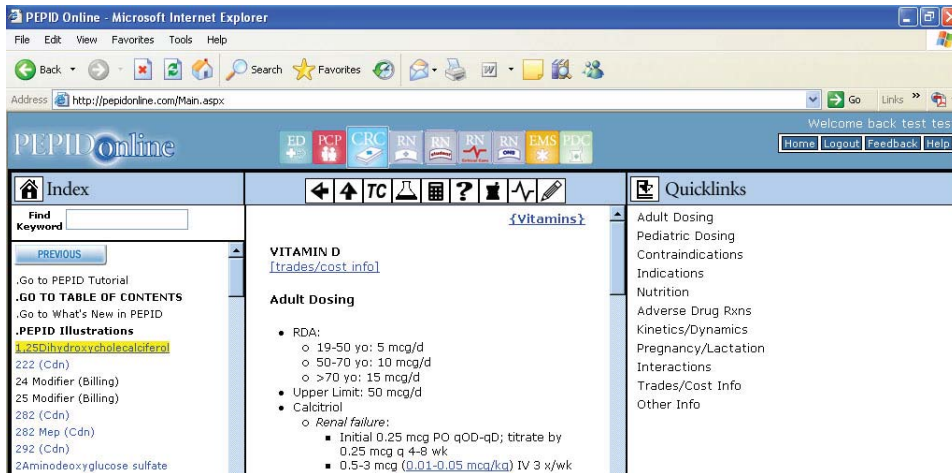 PEPID Online - Microsoft Internet Explorer
File Edit View Favorites Tools Help
Back Search Favorites
Address http://pepidonline.com/Main.aspx Go Links »
Welcome back test tes
PEPID Online
ED PCP CRC RN RN student RN Critical Care RN ONC EMS PDC
Home Logout Feedback Help
Index
TC ?
Quicklinks
Find Keyword
PREVIOUS
.Go to PEPID Tutorial
.GO TO TABLE OF CONTENTS
.Go to What's New in PEPID
.PEPID Illustrations
1,25Dihydroxycholecalciferol
222 (Cdn)
24 Modifier (Billing)
25 Modifier (Billing)
282 (Cdn)
282 Mep (Cdn)
292 (Cdn)
2Aminodeoxyglucose sulfate
{Vitamins}
VITAMIN D
[trades/cost info]
Adult Dosing
• RDA:
o 19-50 yo: 5 mcg/d
o 50-70 yo: 10 mcg/d
o >70 yo: 15 mcg/d
• Upper Limit: 50 mcg/d
• Calcitriol
o Renal failure:
▪ Initial 0.25 mcg PO qOD-qD; titrate by
0.25 mcg q 4-8 wk
▪ 0.5-3 mcg (0.01-0.05 mcg/kg) IV 3 x/wk
Adult Dosing
Pediatric Dosing
Contraindications
Indications
Nutrition
Adverse Drug Rxns
Kinetics/Dynamics
Pregnancy/Lactation
Interactions
Trades/Cost Info
Other Info